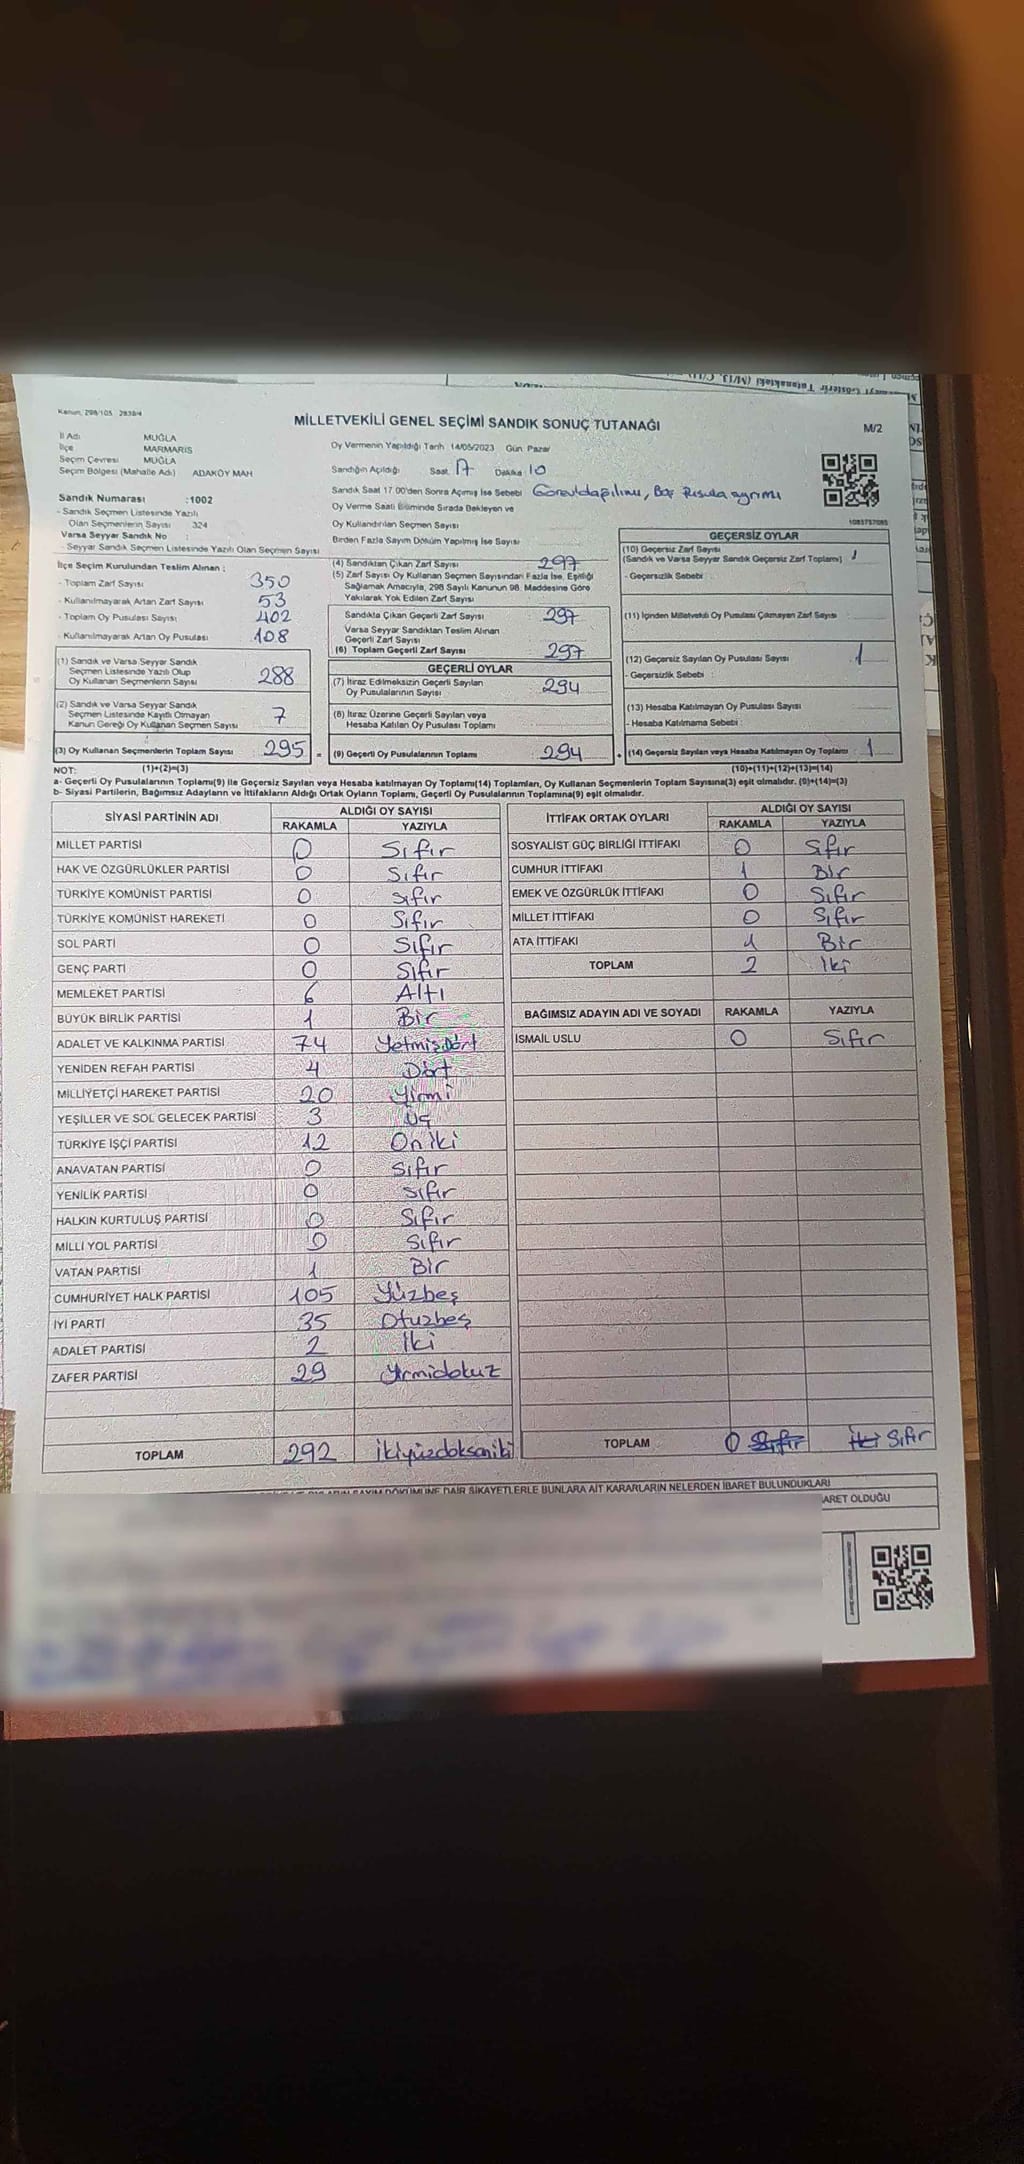 Kanun, 298/105 2839/4
MİLLETVEKİLİ GENEL SEÇİMİ SANDIK SONUÇ TUTANAĞI
M/2
İl Adı MUĞLA
İlçe MARMARİS
Seçim Çevresi MUĞLA
Seçim Bölgesi (Mahalle Adı) ADAKÖY MAH
Oy Vermenin Yapıldığı Tarih 14/05/2023 Gün Pazar
Sandığın Açıldığı Saat 17 Dakika 10
Sandık Saat 17.00'den Sonra Açılmış İse Sebebi
Oy Verme Saati Bitiminde Sırada Bekleyen ve
Oy Kullandırılan Seçmen Sayısı
Birden Fazla Sayım Döküm Yapılmış İse Sayısı
Sandık Numarası :1002
- Sandık Seçmen Listesinde Yazılı
Olan Seçmenlerin Sayısı 324
Varsa Seyyar Sandık No :
- Seyyar Sandık Seçmen Listesinde Yazılı Olan Seçmen Sayısı
İlçe Seçim Kurulundan Teslim Alınan :
- Toplam Zarf Sayısı 350
- Kullanılmayarak Artan Zarf Sayısı 53
- Toplam Oy Pusulası Sayısı 402
- Kullanılmayarak Artan Oy Pusulası 108
(1) Sandık ve Varsa Seyyar Sandık
Seçmen Listesinde Yazılı Olup
Oy Kullanan Seçmenlerin Sayısı 288
(2) Sandık ve Varsa Seyyar Sandık
Seçmen Listesinde Kayıtlı Olmayan
Kanun Gereği Oy Kullanan Seçmen Sayısı 7
(3) Oy Kullanan Seçmenlerin Toplam Sayısı 295 =
(4) Sandıktan Çıkan Zarf Sayısı 297
(5) Zarf Sayısı Oy Kullanan Seçmen Sayısından Fazla İse, Eşitliği
Sağlamak Amacıyla, 298 Sayılı Kanunun 98. Maddesine Göre
Yakılarak Yok Edilen Zarf Sayısı
Sandıkta Çıkan Geçerli Zarf Sayısı 297
Varsa Seyyar Sandıktan Teslim Alınan
Geçerli Zarf Sayısı
(6) Toplam Geçerli Zarf Sayısı 297
GEÇERLİ OYLAR
(7) İtiraz Edilmeksizin Geçerli Sayılan
Oy Pusulalarının Sayısı 294
(8) İtiraz Üzerine Geçerli Sayılan veya
Hesaba Katılan Oy Pusulası Toplamı
(9) Geçerli Oy Pusulalarının Toplamı 294 +
1083757085
GEÇERSİZ OYLAR
(10) Geçersiz Zarf Sayısı
(Sandık ve Varsa Seyyar Sandık Geçersiz Zarf Toplamı)
- Geçersizlik Sebebi :
(11) İçinden Milletvekili Oy Pusulası Çıkmayan Zarf Sayısı
(12) Geçersiz Sayılan Oy Pusulası Sayısı 1
- Geçersizlik Sebebi :
(13) Hesaba Katılmayan Oy Pusulası Sayısı
- Hesaba Katılmama Sebebi :
(14) Geçersiz Sayılan veya Hesaba Katılmayan Oy Toplamı 1
NOT: (1)+(2)=(3) (10)+(11)+(12)+(13)=(14)
a- Geçerli Oy Pusulalarının Toplamı(9) ile Geçersiz Sayılan veya Hesaba katılmayan Oy Toplamı(14) Toplamları, Oy Kullanan Seçmenlerin Toplam Sayısına(3) eşit olmalıdır. (9)+(14)=(3)
b- Siyasi Partilerin, Bağımsız Adayların ve İttifakların Aldığı Ortak Oyların Toplamı, Geçerli Oy Pusulalarının Toplamına(9) eşit olmalıdır.
SİYASİ PARTİNİN ADI ALDIĞI OY SAYISI
RAKAMLA YAZIYLA
MİLLET PARTİSİ 0 Sıfır
HAK VE ÖZGÜRLÜKLER PARTİSİ 0 Sıfır
TÜRKİYE KOMÜNİST PARTİSİ 0 Sıfır
TÜRKİYE KOMÜNİST HAREKETİ 0 Sıfır
SOL PARTİ 0 Sıfır
GENÇ PARTİ 0 Sıfır
MEMLEKET PARTİSİ 6 Altı
BÜYÜK BİRLİK PARTİSİ 1 Bir
ADALET VE KALKINMA PARTİSİ 74 Yetmişdört
YENİDEN REFAH PARTİSİ 4 Dört
MİLLİYETÇİ HAREKET PARTİSİ 20 Yirmi
YEŞİLLER VE SOL GELECEK PARTİSİ 3 Üç
TÜRKİYE İŞÇİ PARTİSİ 12 Oniki
ANAVATAN PARTİSİ 0 Sıfır
YENİLİK PARTİSİ 0 Sıfır
HALKIN KURTULUŞ PARTİSİ 0 Sıfır
MİLLİ YOL PARTİSİ 0 Sıfır
VATAN PARTİSİ 1 Bir
CUMHURİYET HALK PARTİSİ 105 Yüzbeş
İYİ PARTİ 35 Otuzbeş
ADALET PARTİSİ 2 İki
ZAFER PARTİSİ 29 Yirmidokuz
TOPLAM 292 İkiyüzdoksaniki
İTTİFAK ORTAK OYLARI ALDIĞI OY SAYISI
RAKAMLA YAZIYLA
SOSYALİST GÜÇ BİRLİĞİ İTTİFAKI 0 Sıfır
CUMHUR İTTİFAKI 1 Bir
EMEK VE ÖZGÜRLÜK İTTİFAKI 0 Sıfır
MİLLET İTTİFAKI 0 Sıfır
ATA İTTİFAKI 1 Bir
TOPLAM 2 İki
BAĞIMSIZ ADAYIN ADI VE SOYADI RAKAMLA YAZIYLA
İSMAİL USLU 0 Sıfır
TOPLAM 0 Sıfır İki Sıfır
DÖKÜMÜNE DAİR ŞİKAYETLERLE BUNLARA AİT KARARLARIN NELERDEN İBARET BULUNDUKLARI
ARET OLDUĞU